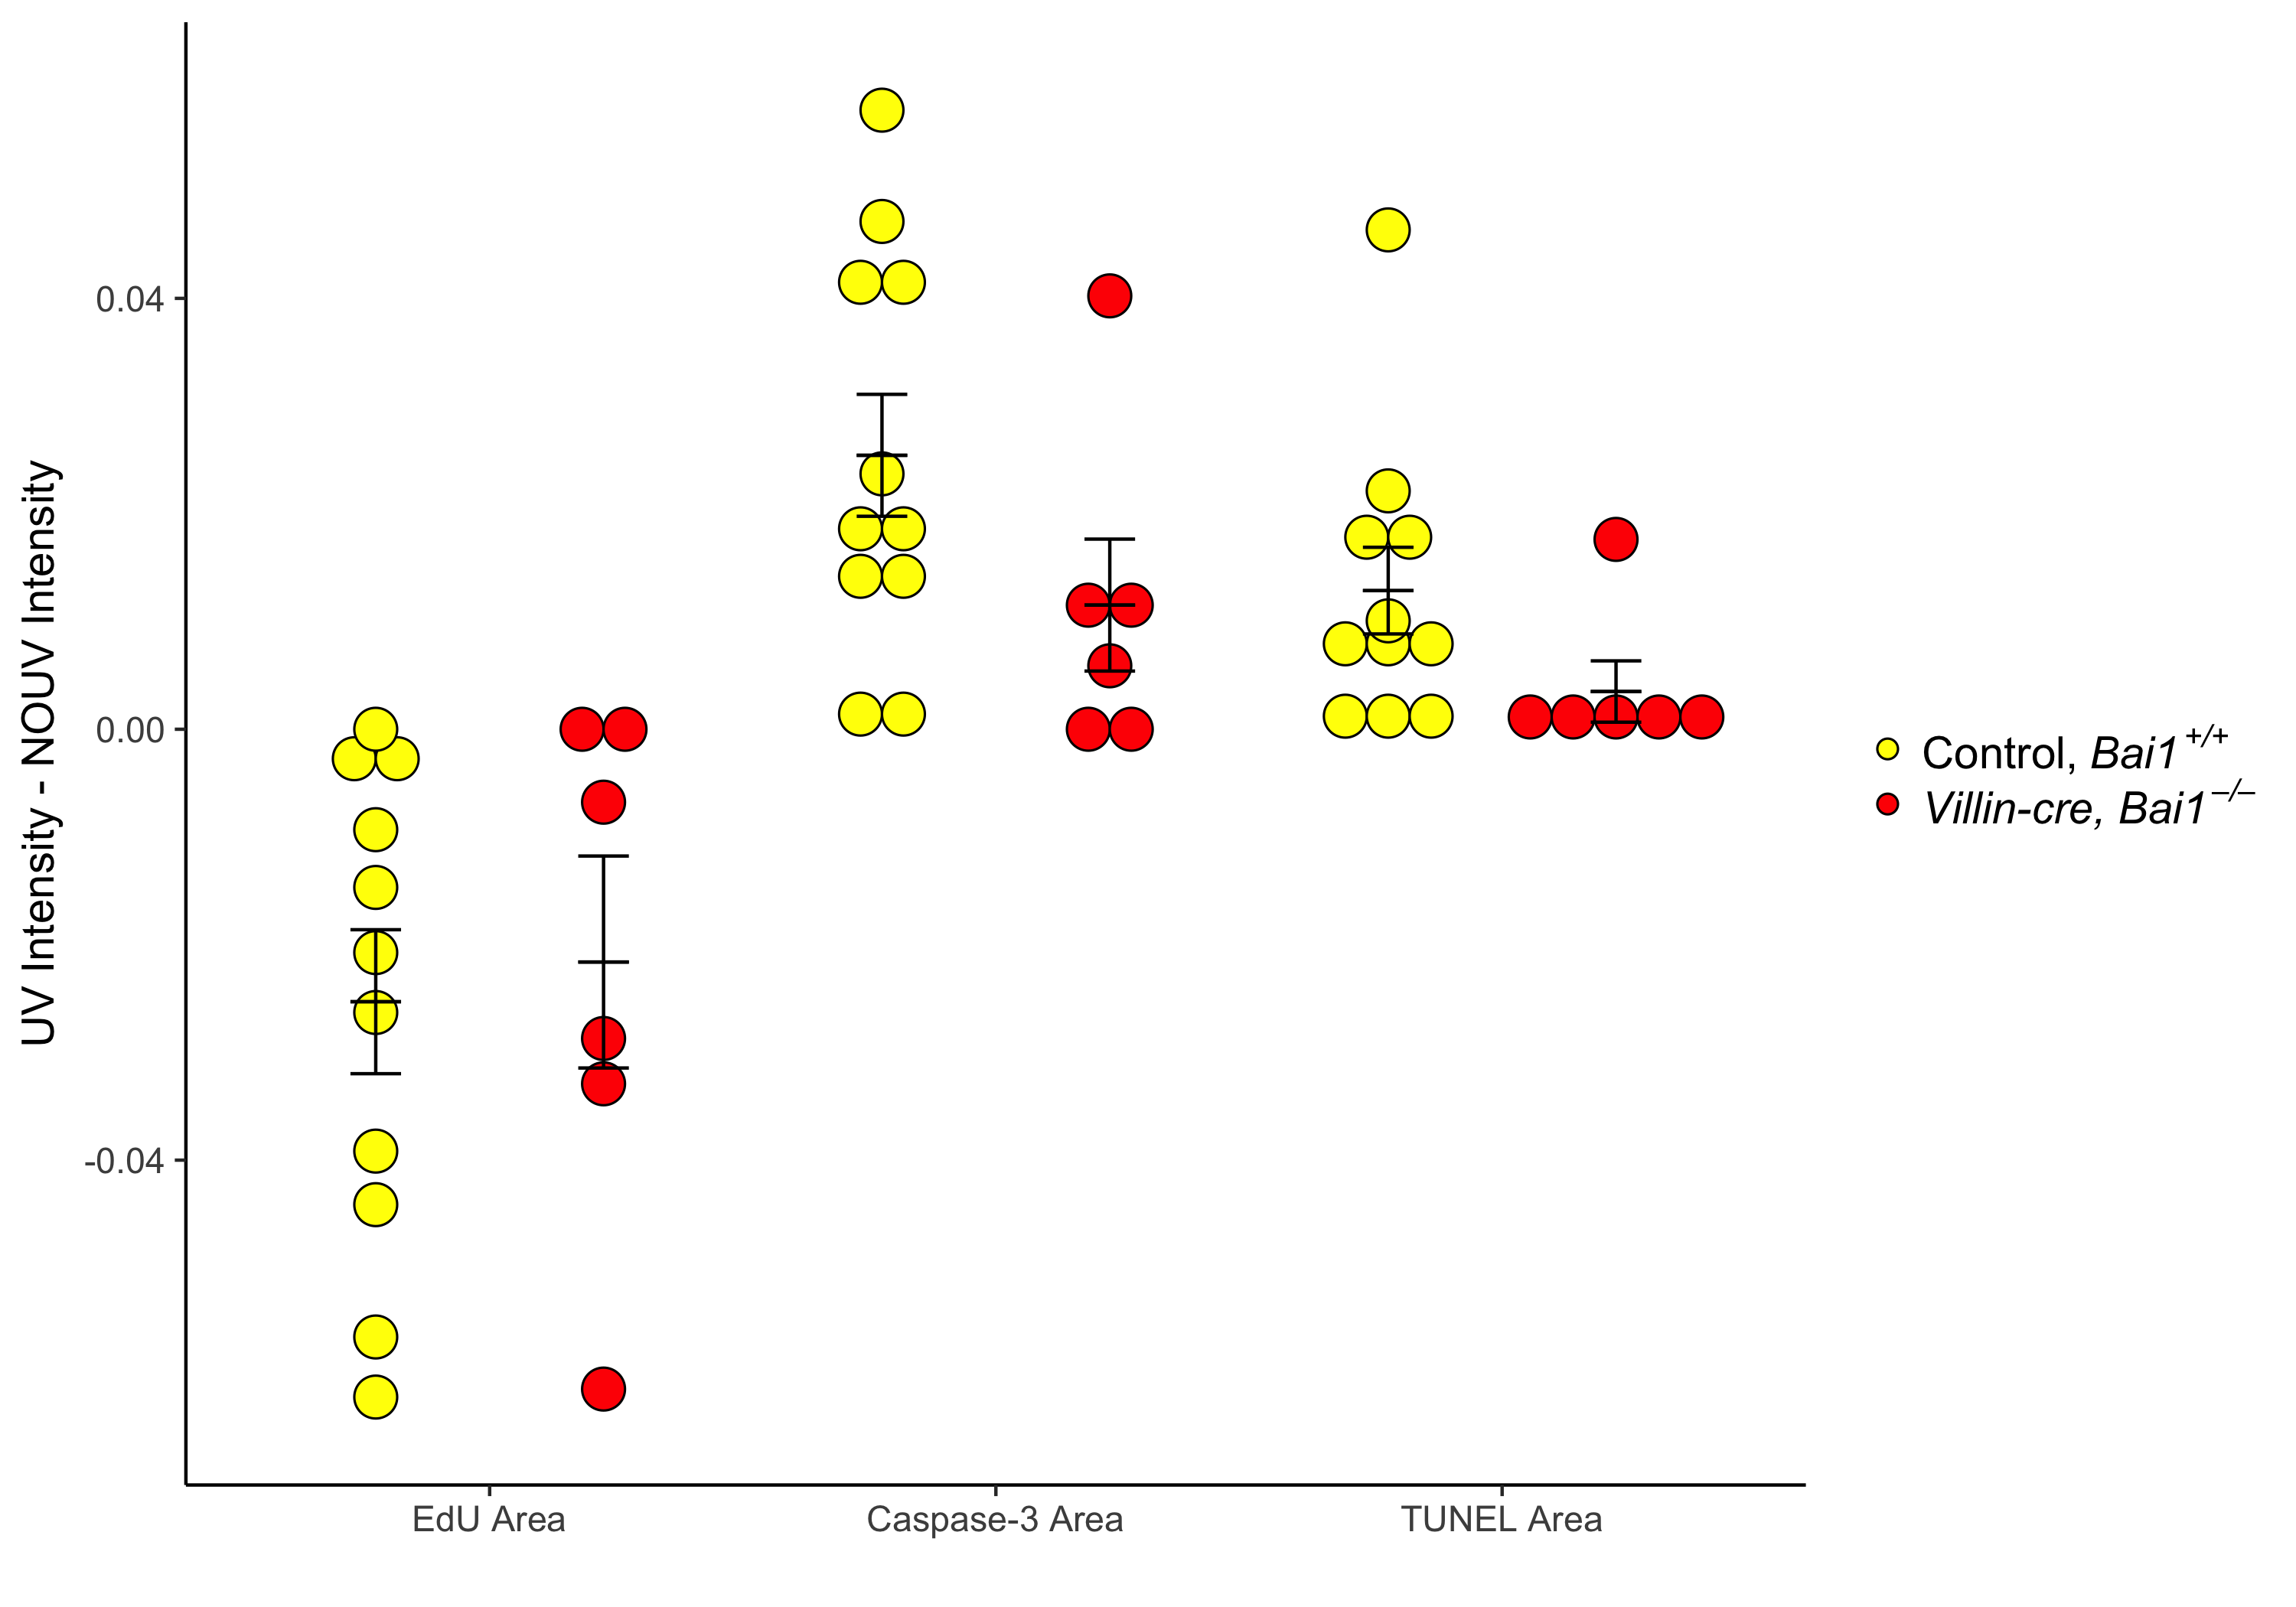 UV Intensity - NOUV Intensity
0.04
0.00
-0.04
EdU Area
Caspase-3 Area
TUNEL Area
Control, Bai1+/+
Villin-cre, Bai1−/−